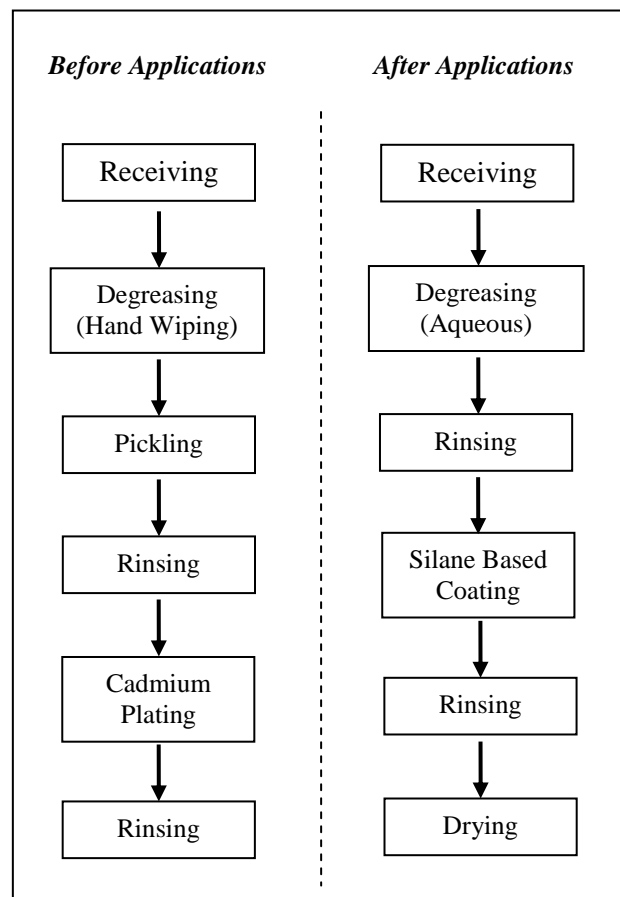 Before Applications
Receiving
Degreasing
(Hand Wiping)
Pickling
Rinsing
Cadmium
Plating
Rinsing
After Applications
Receiving
Degreasing
(Aqueous)
Rinsing
Silane Based
Coating
Rinsing
Drying